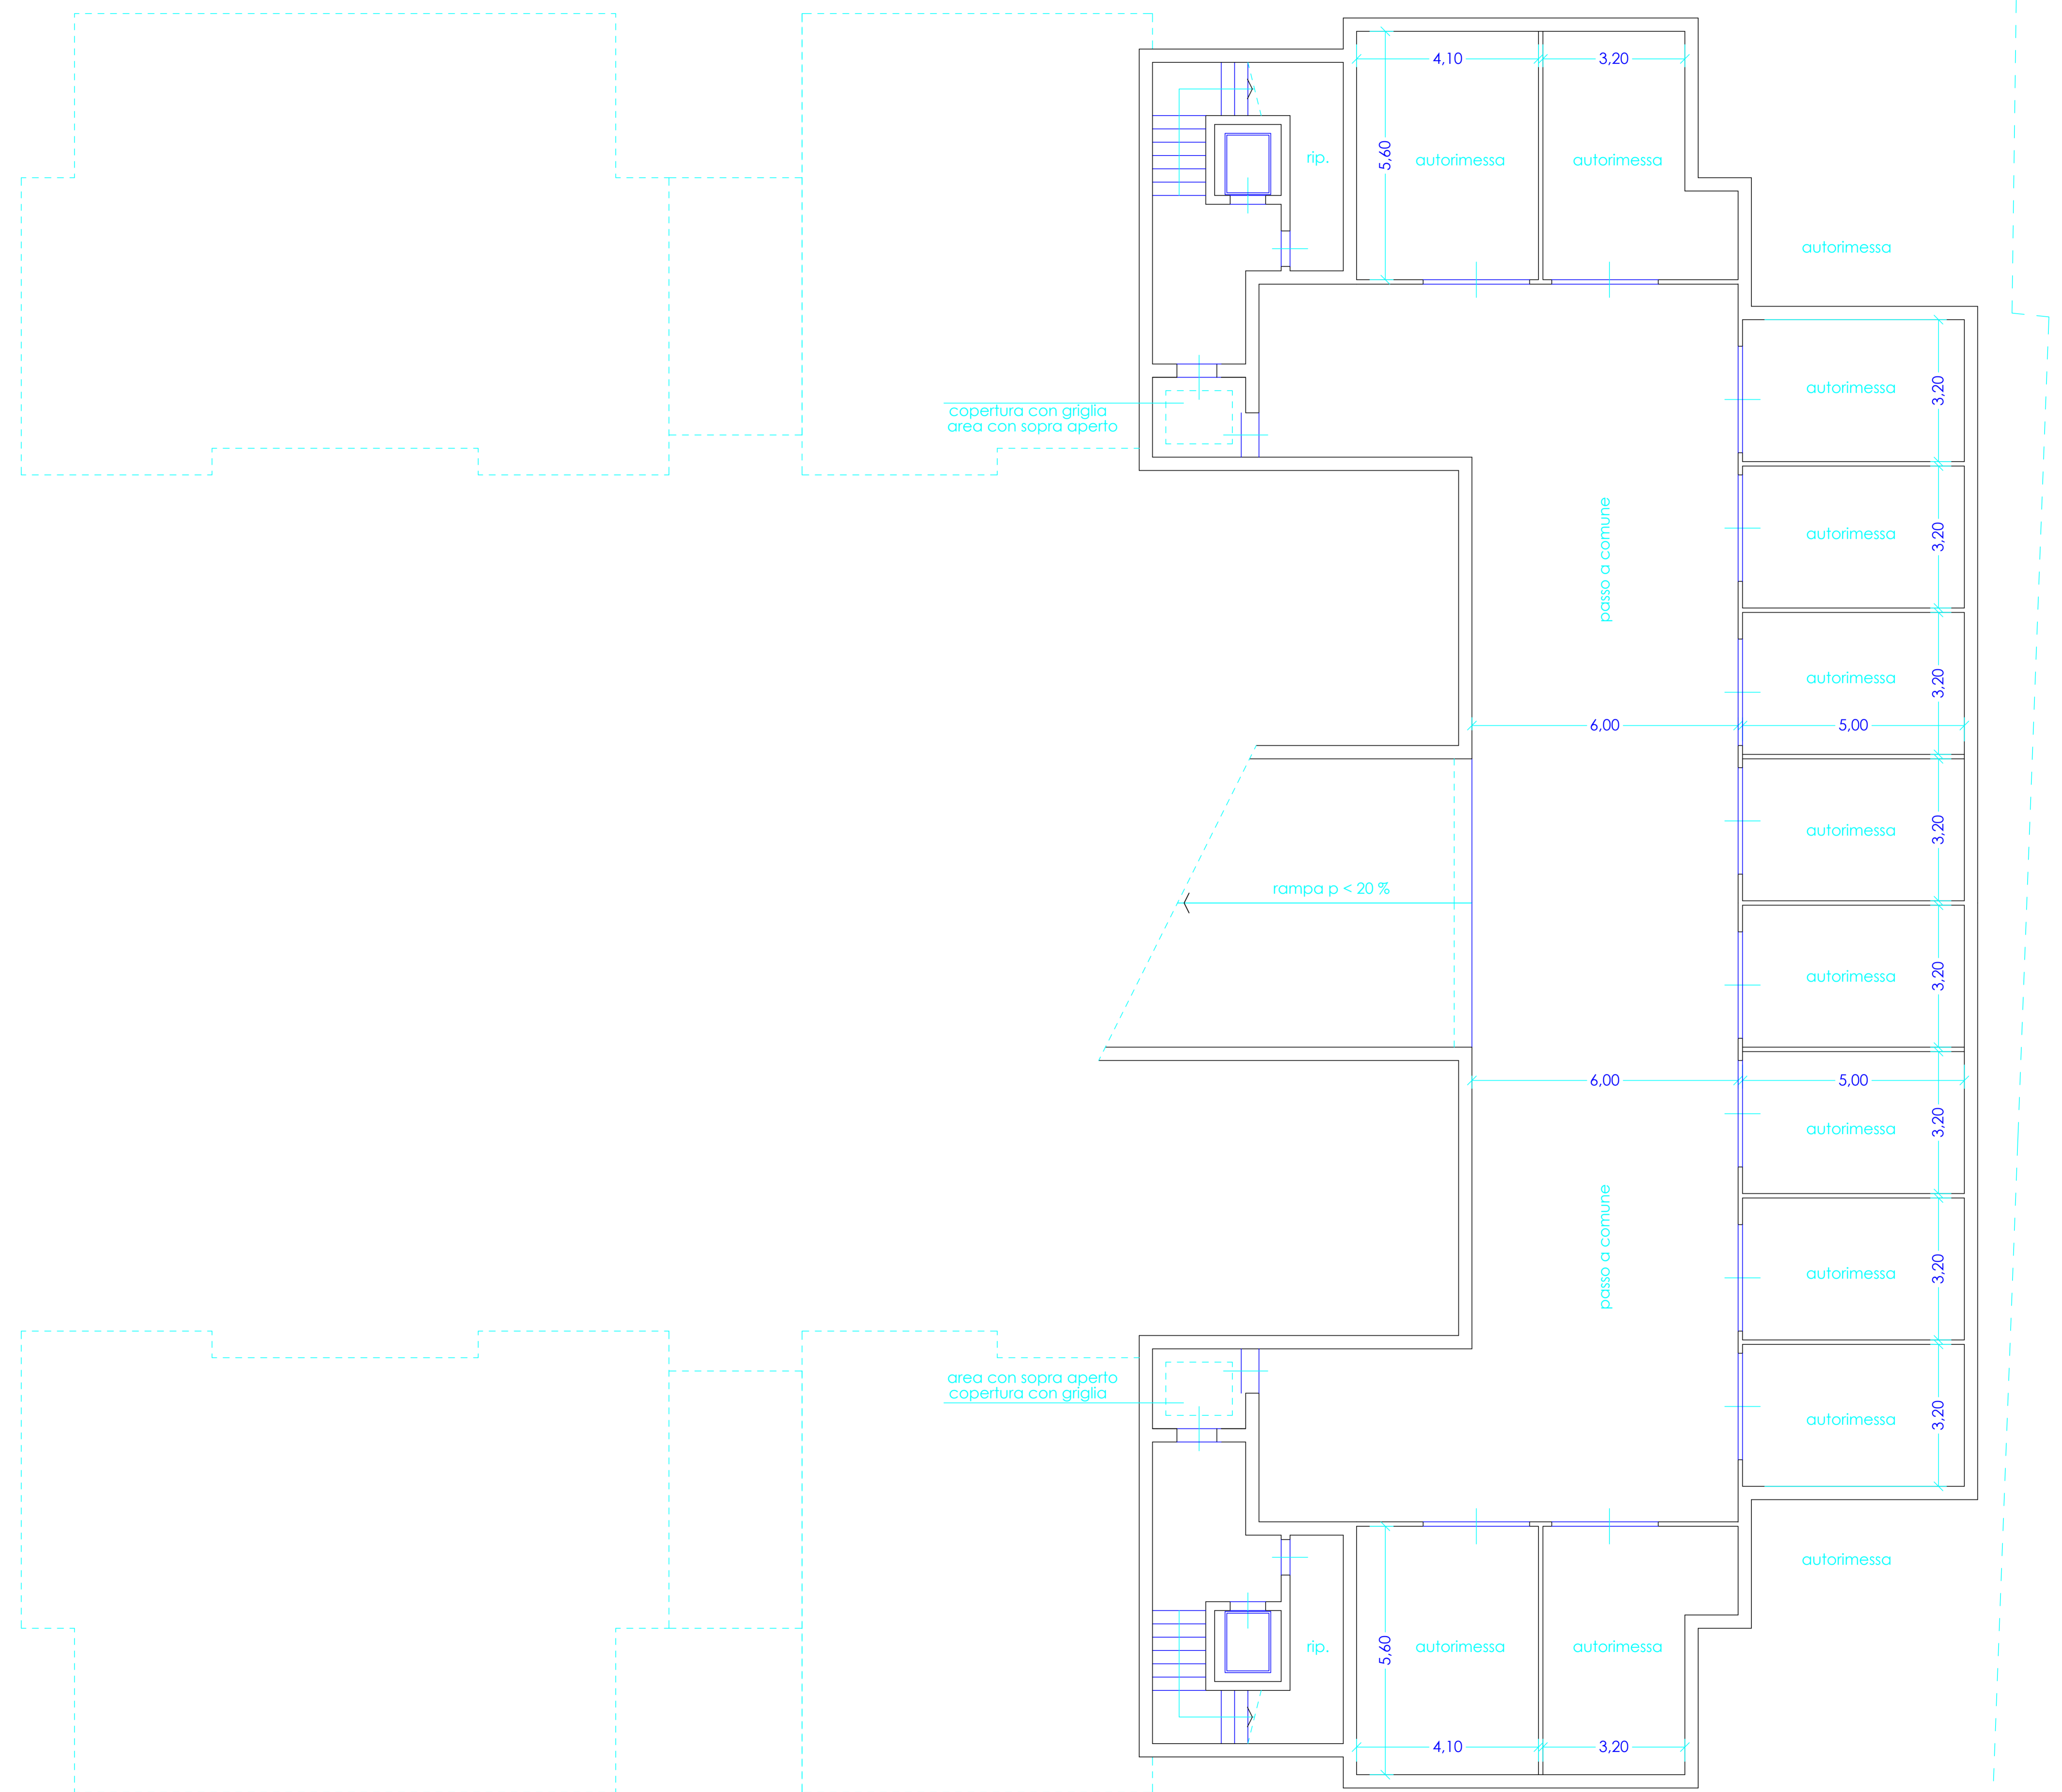 4,10
3,20
5,60
rip.
autorimessa
autorimessa
autorimessa
autorimessa
3,20
copertura con griglia
area con sopra aperto
passo a comune
autorimessa
3,20
autorimessa
3,20
6,00
5,00
autorimessa
3,20
rampa p < 20 %
autorimessa
3,20
6,00
5,00
autorimessa
3,20
passo a comune
autorimessa
3,20
area con sopra aperto
copertura con griglia
autorimessa
3,20
autorimessa
rip.
5,60
autorimessa
autorimessa
4,10
3,20